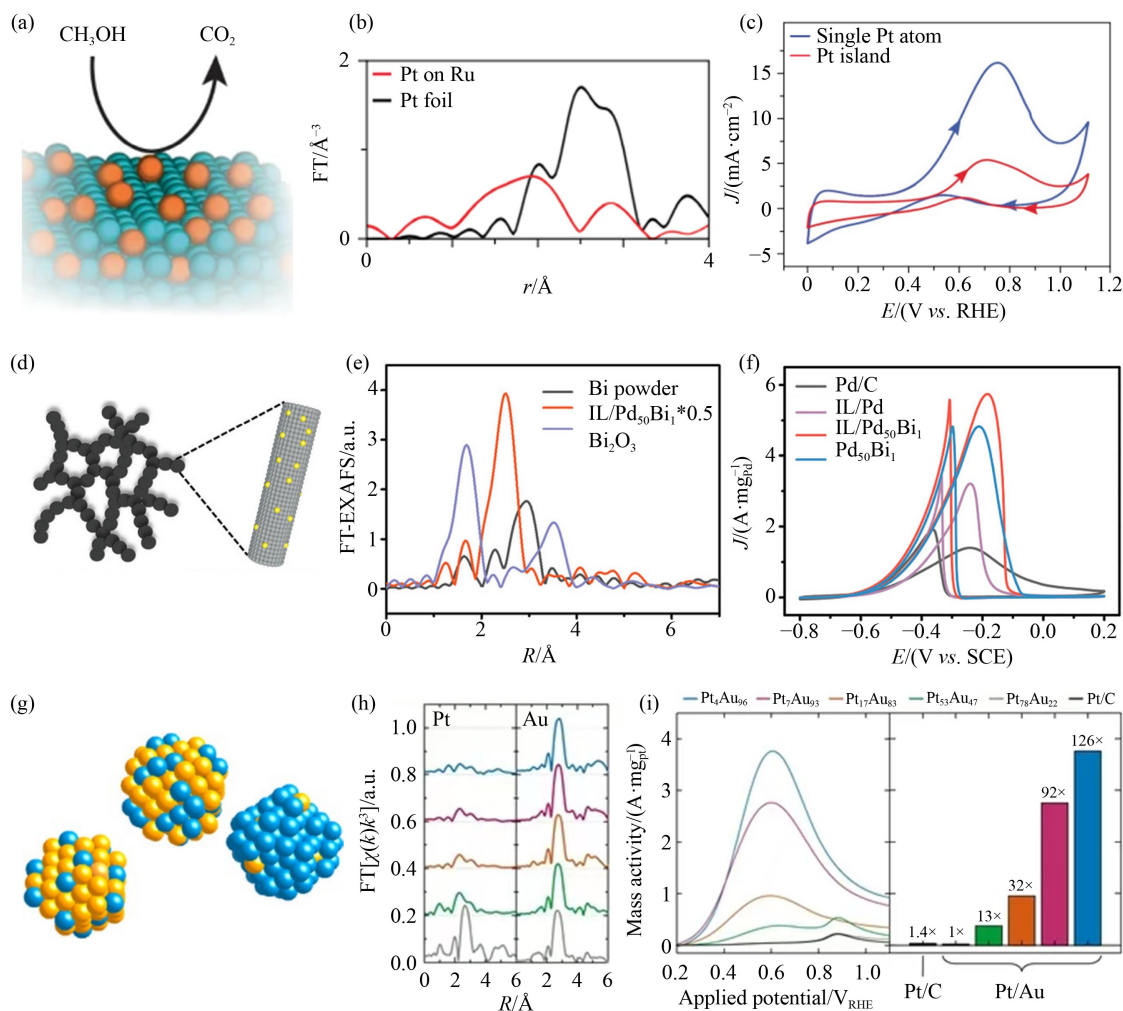 (a)
CH₃OH
CO₂
(b)
2
1
0
FT/Å⁻³
Pt on Ru
Pt foil
0
2
4
r/Å
(c)
Single Pt atom
Pt island
15
10
5
0
−5
J/(mA·cm⁻²)
0
0.2
0.4
0.6
0.8
1.0
1.2
E/(V vs. RHE)
(d)
(e)
4
3
2
1
0
FT-EXAFS/a.u.
Bi powder
IL/Pd₅₀Bi₁*0.5
Bi₂O₃
0
2
4
6
R/Å
(f)
6
4
2
0
J/(A·mg⁻¹Pd)
Pd/C
IL/Pd
IL/Pd₅₀Bi₁
Pd₅₀Bi₁
−0.8
−0.6
−0.4
−0.2
0.0
0.2
E/(V vs. SCE)
(g)
(h)
Pt
Au
1.0
0.8
0.6
0.4
0.2
0.0
FT[χ(k)k³]/a.u.
0
2
4
6
0
2
4
6
R/Å
(i)
Pt₄Au₉₆
Pt₇Au₉₃
Pt₁₇Au₈₃
Pt₅₃Au₄₇
Pt₇₈Au₂₂
Pt/C
4
3
2
1
0
Mass activity/(A·mg⁻¹pt)
0.2
0.4
0.6
0.8
1.0
Applied potential/V_RHE
1.4×
1×
13×
32×
92×
126×
Pt/C
Pt/Au